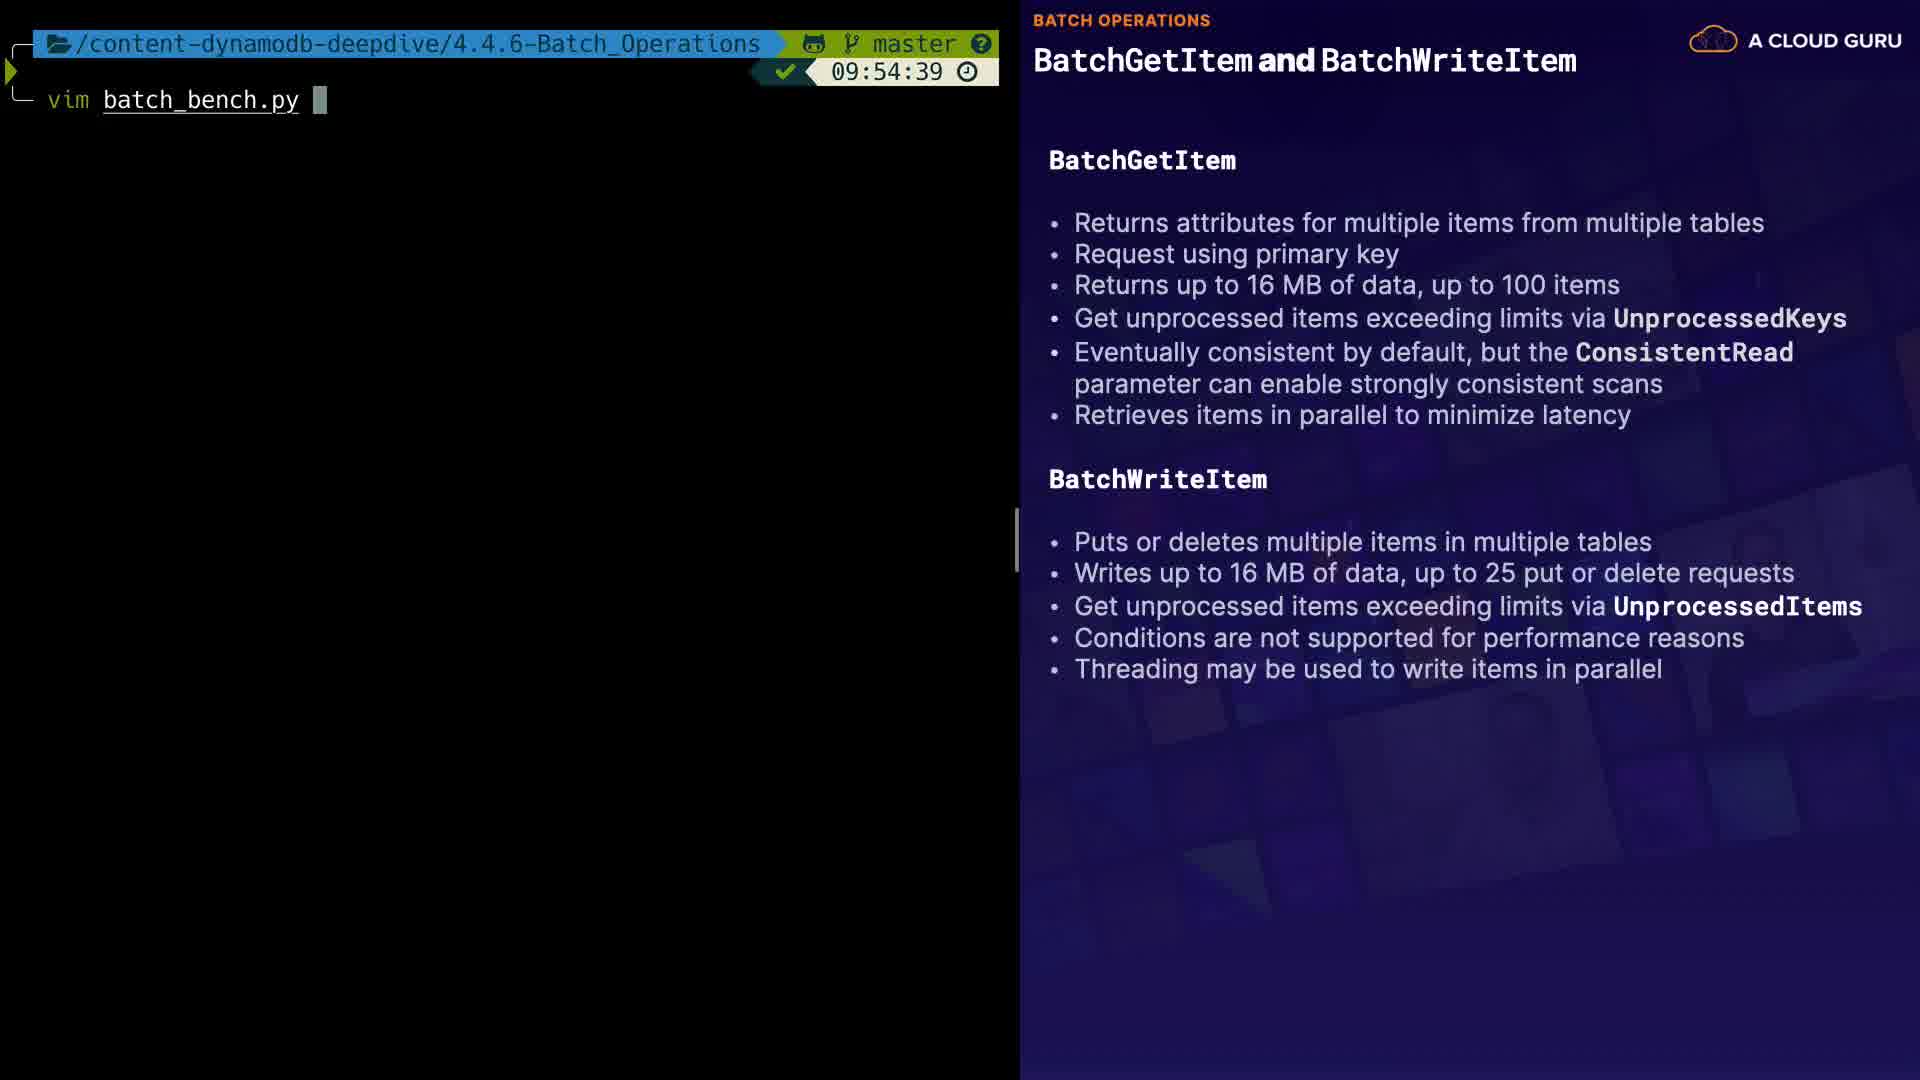 /content-dynamodb-deepdive/4.4.6-Batch_Operations master ?
✔ 09:54:39
vim batch_bench.py
BATCH OPERATIONS
BatchGetItem and BatchWriteItem
A CLOUD GURU
BatchGetItem
• Returns attributes for multiple items from multiple tables
• Request using primary key
• Returns up to 16 MB of data, up to 100 items
• Get unprocessed items exceeding limits via UnprocessedKeys
• Eventually consistent by default, but the ConsistentRead
parameter can enable strongly consistent scans
• Retrieves items in parallel to minimize latency
BatchWriteItem
• Puts or deletes multiple items in multiple tables
• Writes up to 16 MB of data, up to 25 put or delete requests
• Get unprocessed items exceeding limits via UnprocessedItems
• Conditions are not supported for performance reasons
• Threading may be used to write items in parallel